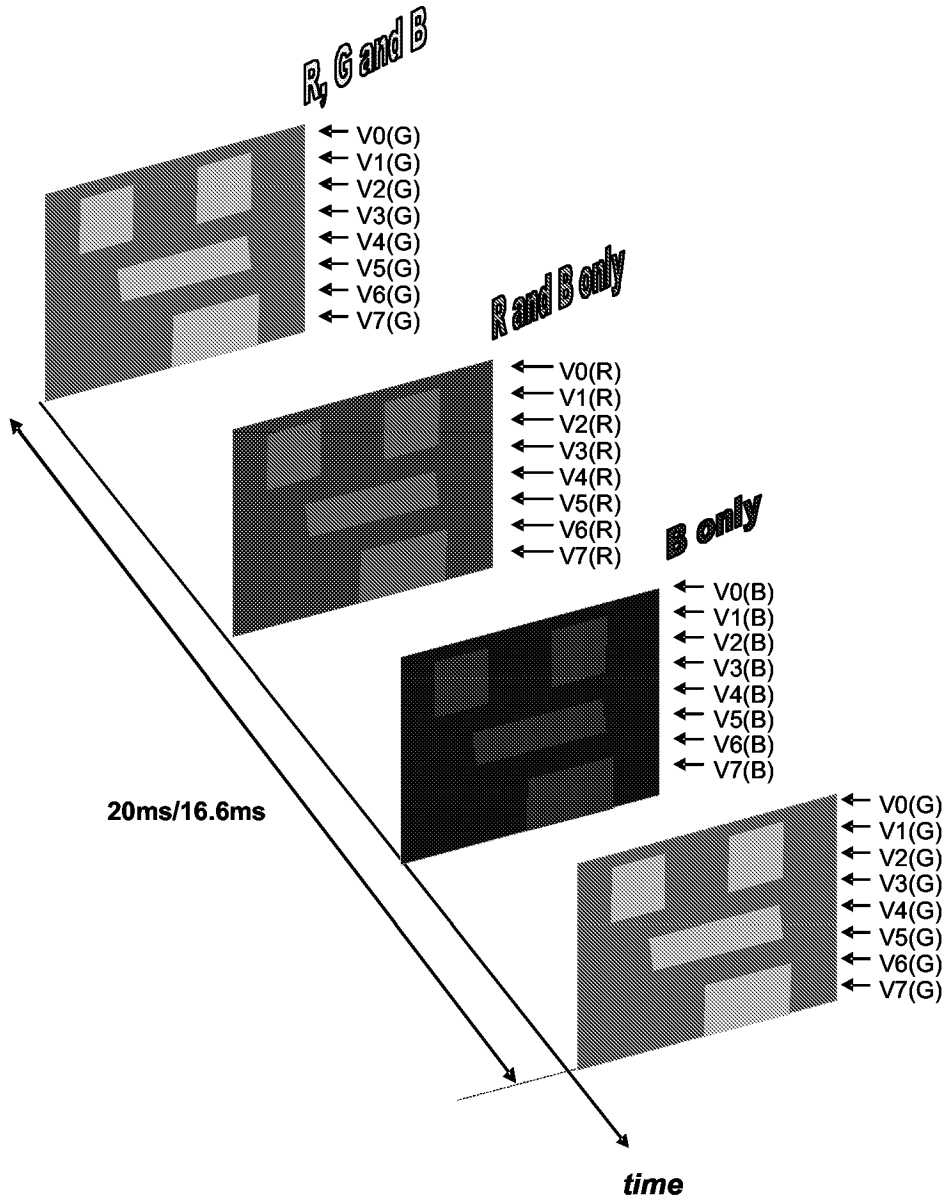 R, G and B
V0(G)
V1(G)
V2(G)
V3(G)
V4(G)
V5(G)
V6(G)
V7(G)
R and B only
V0(R)
V1(R)
V2(R)
V3(R)
V4(R)
V5(R)
V6(R)
V7(R)
B only
V0(B)
V1(B)
V2(B)
V3(B)
V4(B)
V5(B)
V6(B)
V7(B)
20ms/16.6ms
V0(G)
V1(G)
V2(G)
V3(G)
V4(G)
V5(G)
V6(G)
V7(G)
time